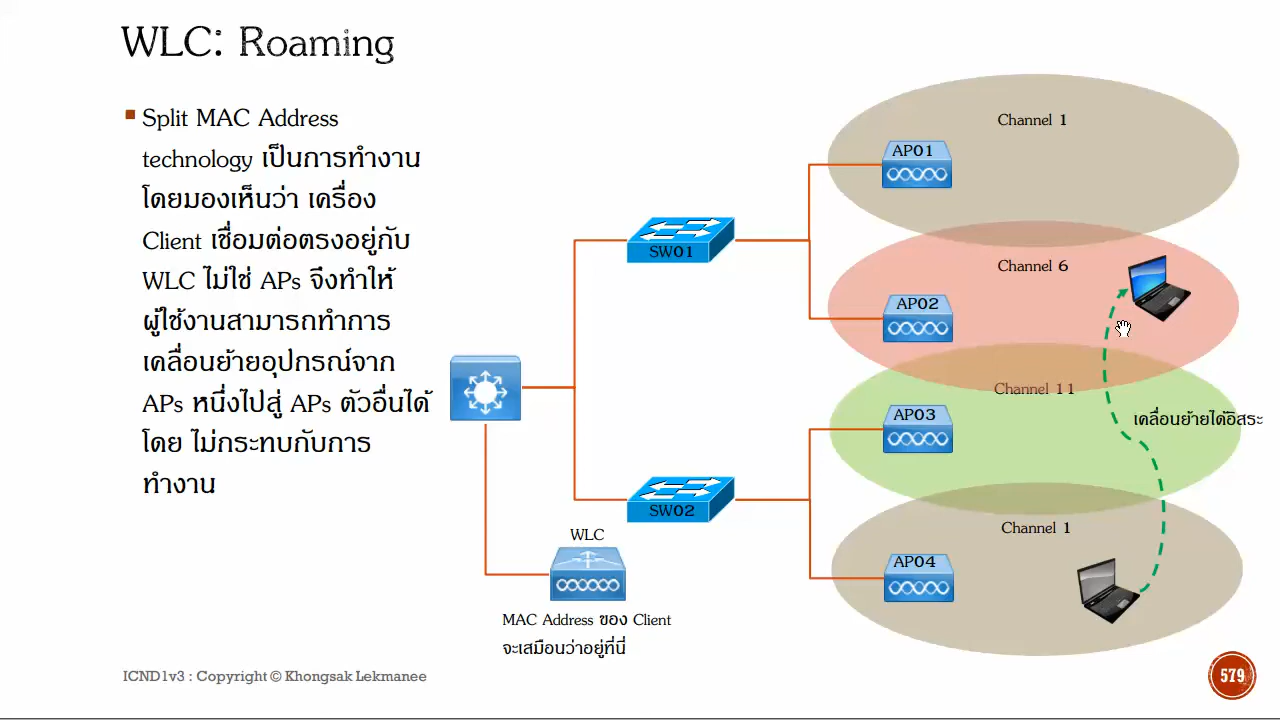 WLC: Roaming
Split MAC Address
technology เป็นการทำงาน
โดยมองเห็นว่า เครื่อง
Client เชื่อมต่อตรงอยู่กับ
WLC ไม่ใช่ APs จึงทำให้
ผู้ใช้งานสามารถทำการ
เคลื่อนย้ายอุปกรณ์จาก
APs หนึ่งไปสู่ APs ตัวอื่นได้
โดย ไม่กระทบกับการ
ทำงาน
Channel 1
AP01
SW01
Channel 6
AP02
Channel 11
AP03
เคลื่อนย้ายได้อิสระ
SW02
Channel 1
WLC
AP04
MAC Address ของ Client
จะเสมือนว่าอยู่ที่นี่
ICND1v3 : Copyright © Khongsak Lekmanee
579